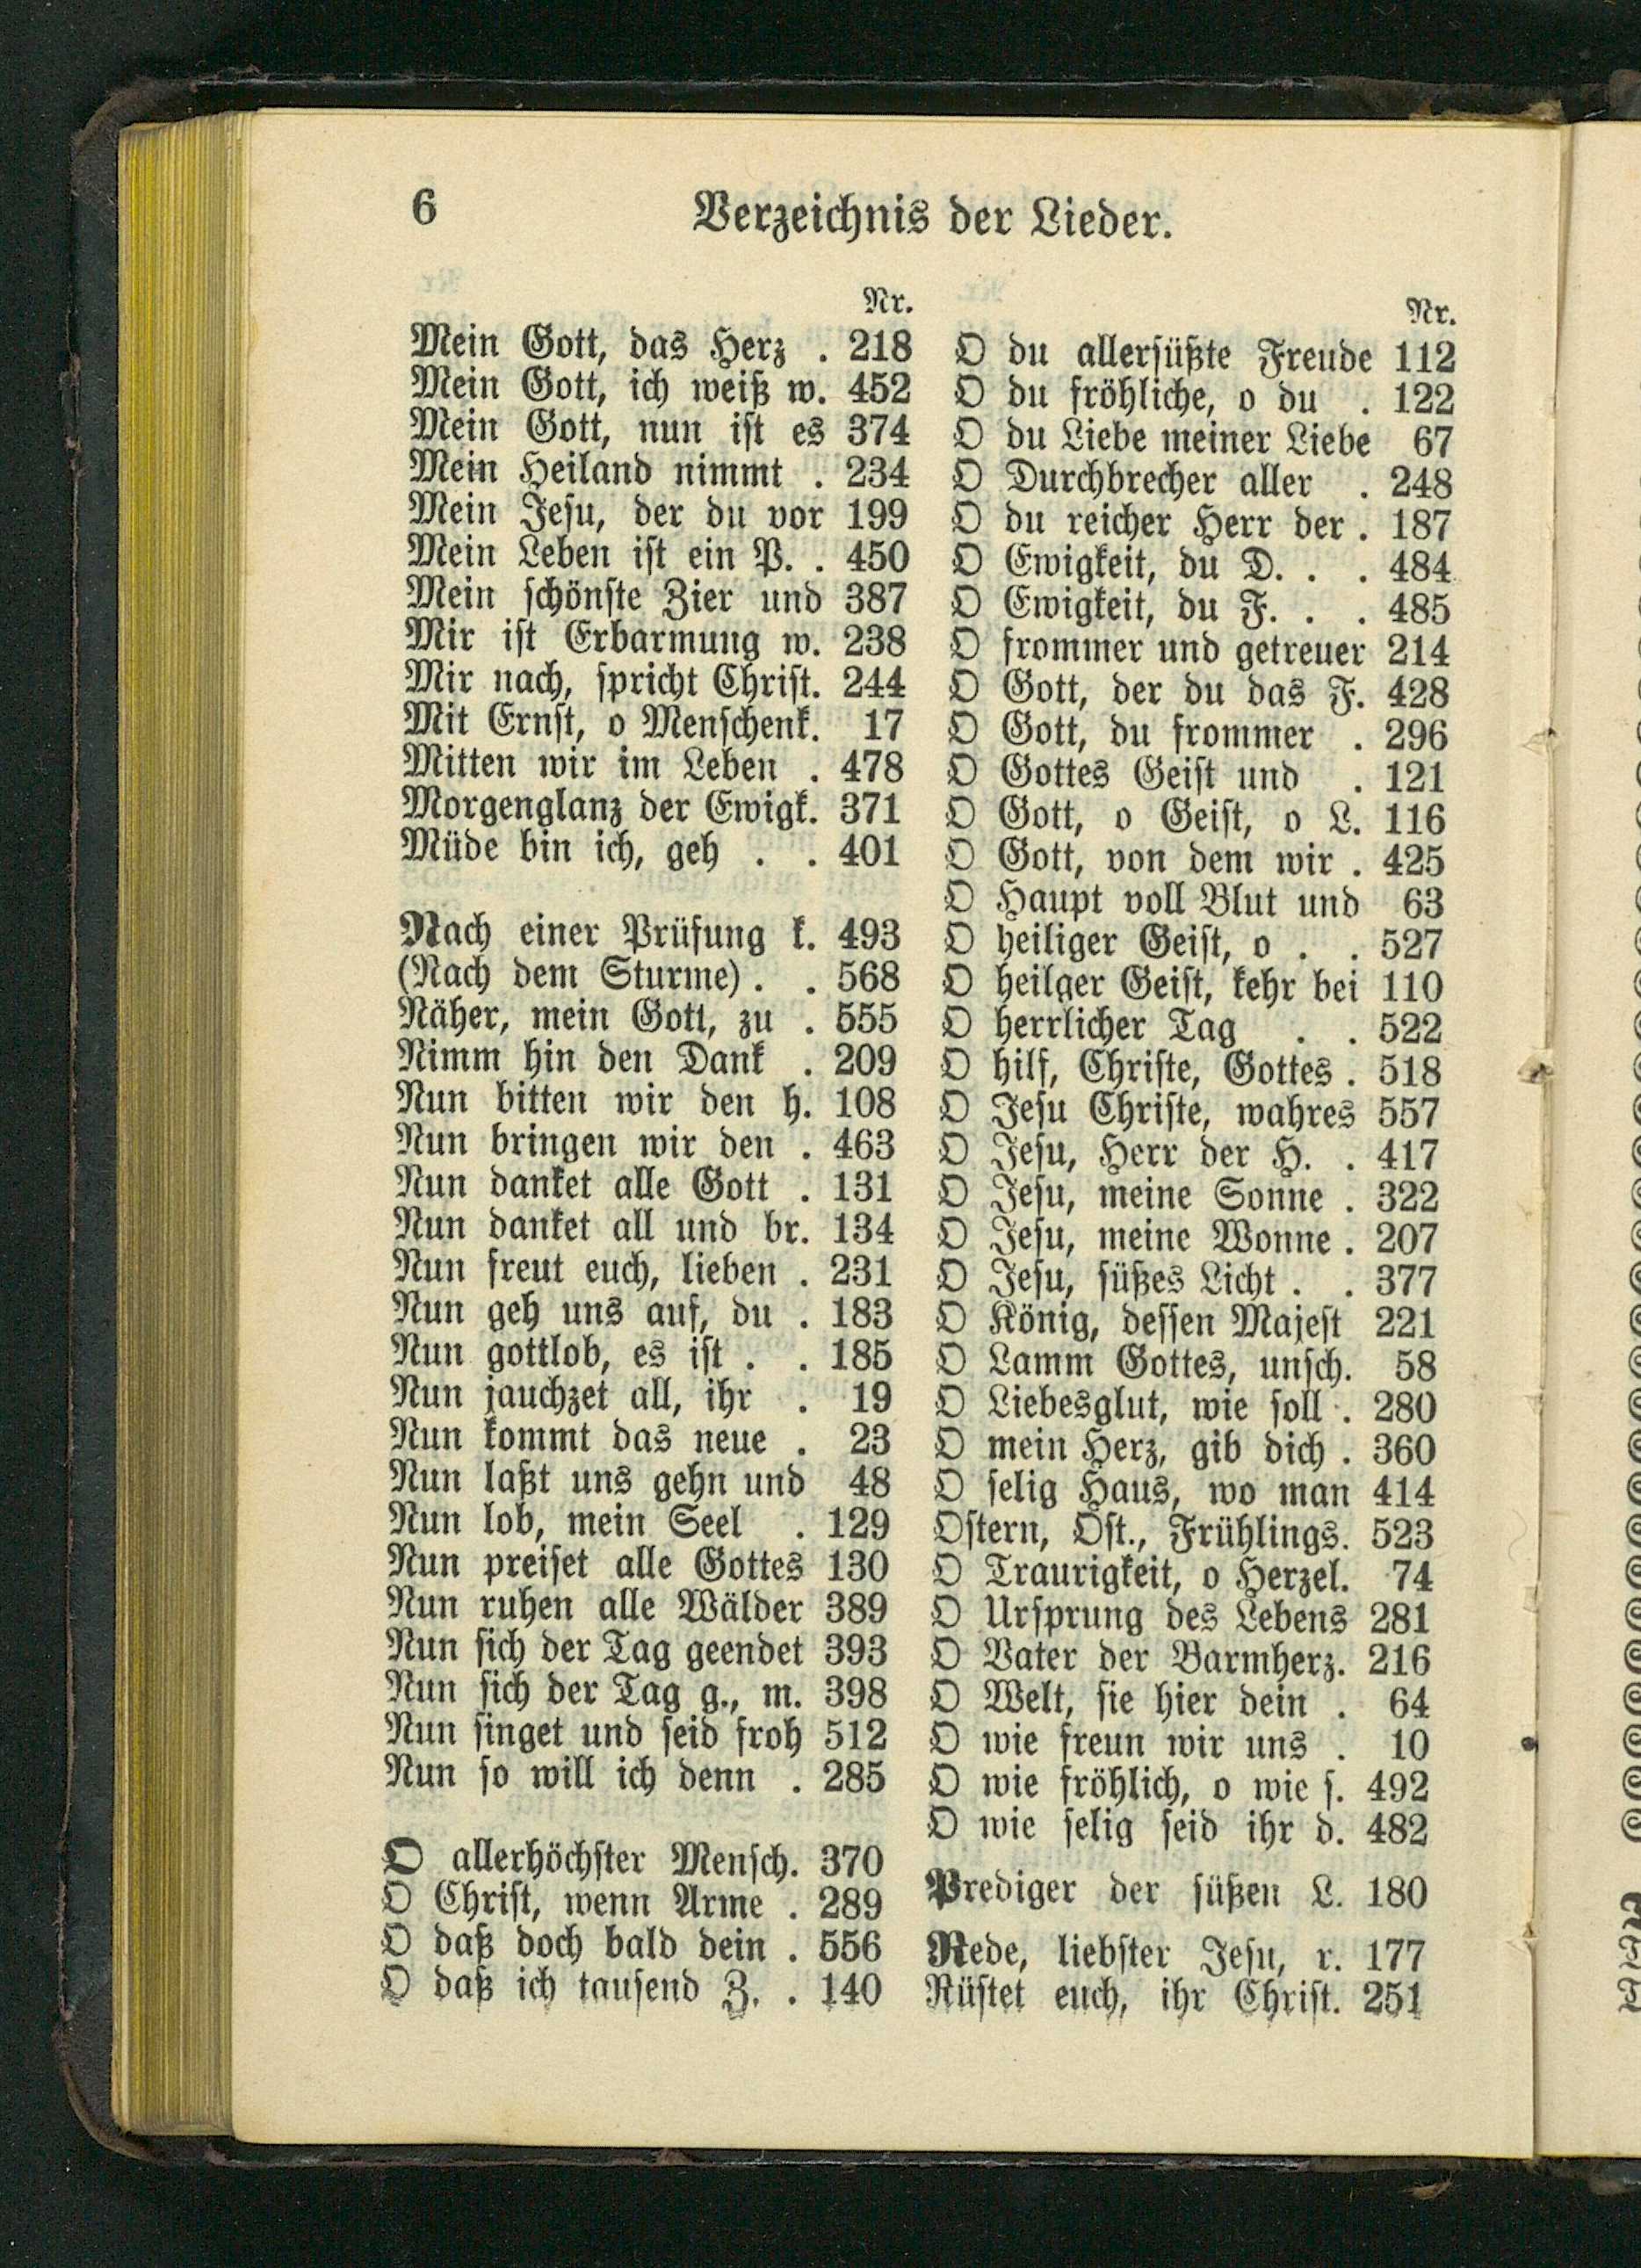 6
Verzeichnis der Lieder.
Nr.
Mein Gott, das Herz . 218
Mein Gott, ich weiß w. 452
Mein Gott, nun ist es 374
Mein Heiland nimmt . 234
Mein Jesu, der du vor 199
Mein Leben ist ein P. . 450
Mein schönste Zier und 387
Mir ist Erbarmung w. 238
Mir nach, spricht Christ. 244
Mit Ernst, o Menschenk. 17
Mitten wir im Leben . 478
Morgenglanz der Ewigk. 371
Müde bin ich, geh . . 401
Nach einer Prüfung k. 493
(Nach dem Sturme) . . 568
Näher, mein Gott, zu . 555
Nimm hin den Dank . 209
Nun bitten wir den h. 108
Nun bringen wir den . 463
Nun danket alle Gott . 131
Nun danket all und br. 134
Nun freut euch, lieben . 231
Nun geh uns auf, du . 183
Nun gottlob, es ist . . 185
Nun jauchzet all, ihr . 19
Nun kommt das neue . 23
Nun laßt uns gehn und 48
Nun lob, mein Seel . 129
Nun preiset alle Gottes 130
Nun ruhen alle Wälder 389
Nun sich der Tag geendet 393
Nun sich der Tag g., m. 398
Nun singet und seid froh 512
Nun so will ich denn . 285
O allerhöchster Mensch. 370
O Christ, wenn Arme . 289
O daß doch bald dein . 556
O daß ich tausend Z. . 140
Nr.
O du allersüßte Freude 112
O du fröhliche, o du . 122
O du Liebe meiner Liebe 67
O Durchbrecher aller . 248
O du reicher Herr der . 187
O Ewigkeit, du D. . . 484
O Ewigkeit, du F. . . 485
O frommer und getreuer 214
O Gott, der du das F. 428
O Gott, du frommer . 296
O Gottes Geist und . 121
O Gott, o Geist, o L. 116
O Gott, von dem wir . 425
O Haupt voll Blut und 63
O heiliger Geist, o . . 527
O heilger Geist, kehr bei 110
O herrlicher Tag . . 522
O hilf, Christe, Gottes . 518
O Jesu Christe, wahres 557
O Jesu, Herr der H. . 417
O Jesu, meine Sonne . 322
O Jesu, meine Wonne . 207
O Jesu, süßes Licht . . 377
O König, dessen Majest 221
O Lamm Gottes, unsch. 58
O Liebesglut, wie soll . 280
O mein Herz, gib dich . 360
O selig Haus, wo man 414
Ostern, Ost., Frühlings. 523
O Traurigkeit, o Herzel. 74
O Ursprung des Lebens 281
O Vater der Barmherz. 216
O Welt, sie hier dein . 64
O wie freun wir uns . 10
O wie fröhlich, o wie s. 492
O wie selig seid ihr d. 482
Prediger der süßen L. 180
Rede, liebster Jesu, r. 177
Rüstet euch, ihr Christ. 251